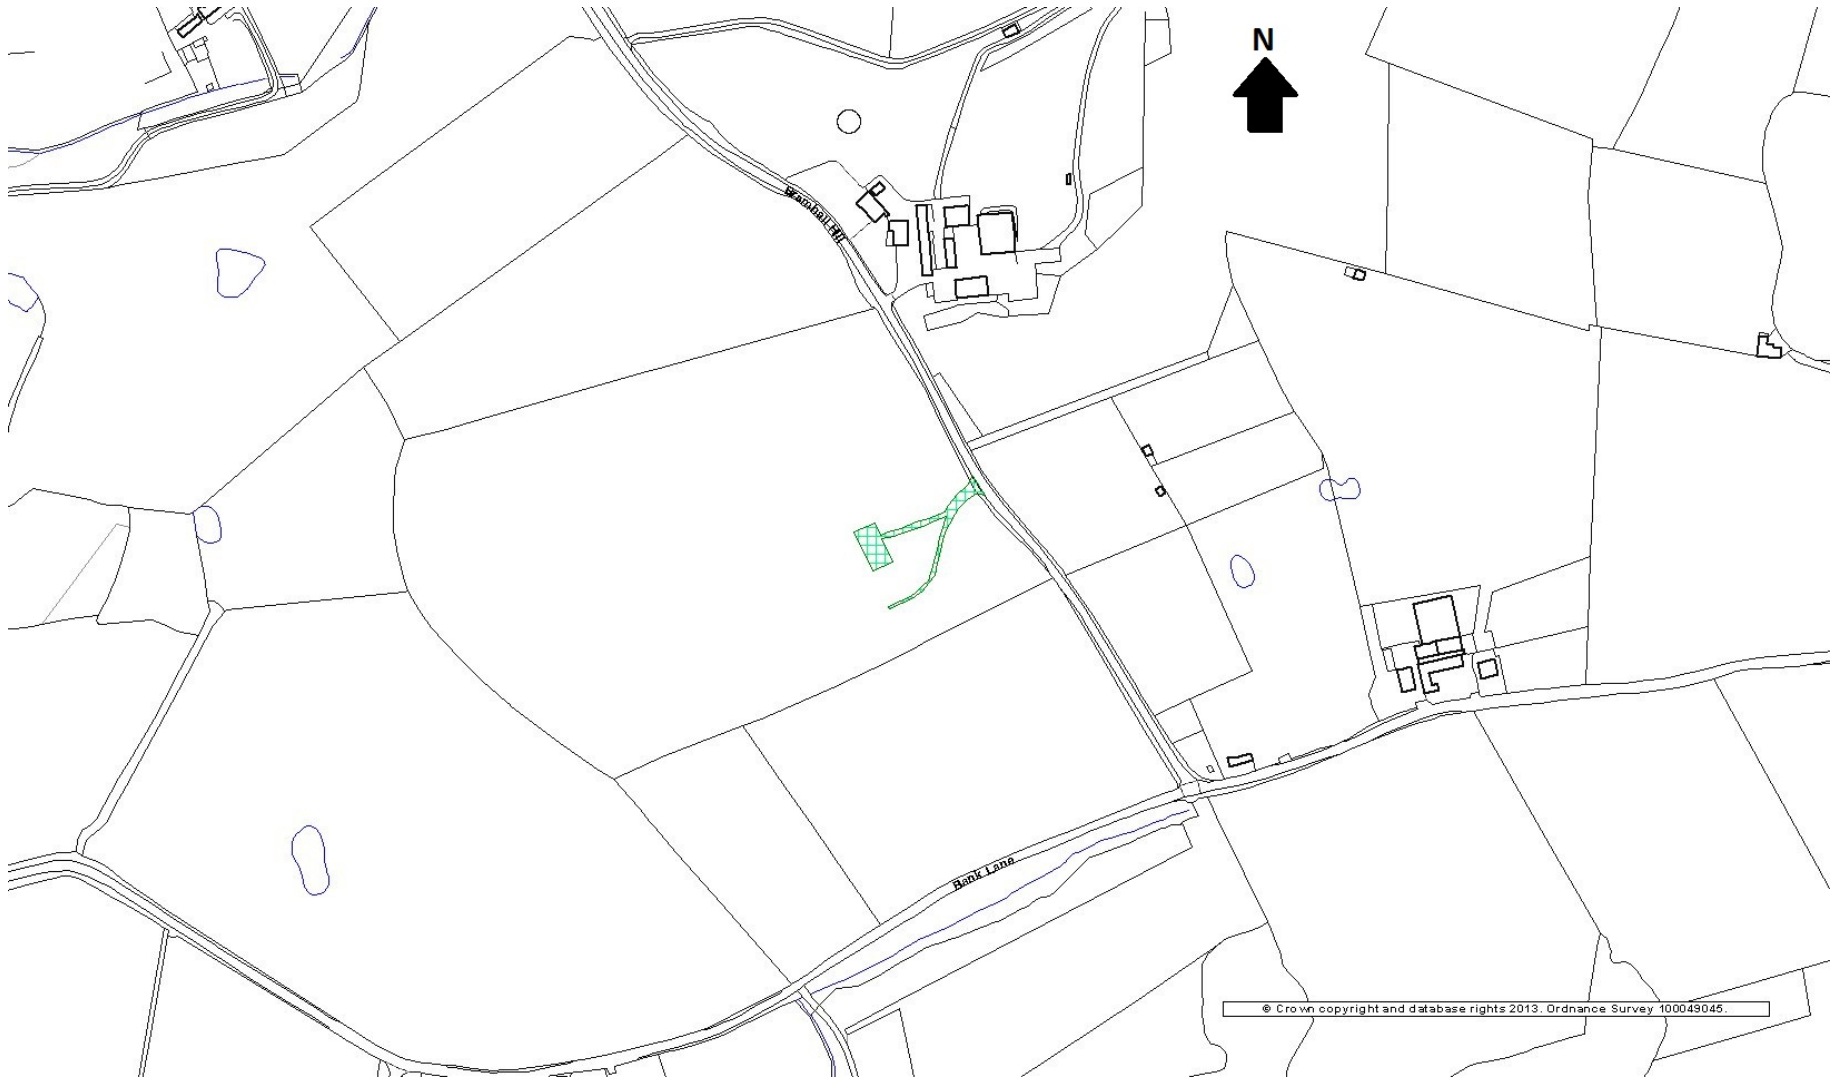 N
Bramhall Hill
Bank Lane
© Crown copyright and database rights 2013. Ordnance Survey 100049045.